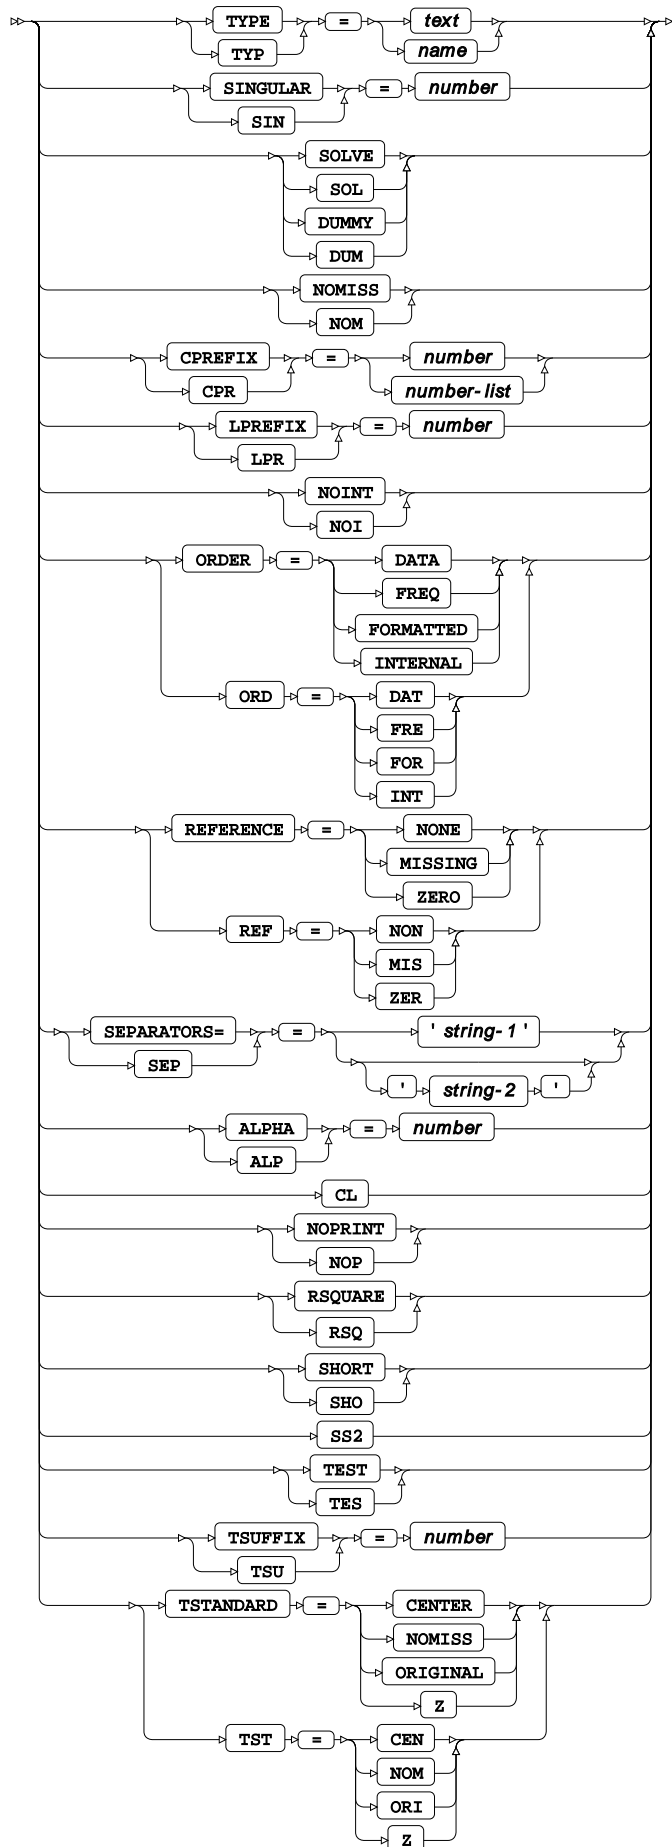 TYPE = text
TYP name
SINGULAR = number
SIN
SOLVE
SOL
DUMMY
DUM
NOMISS
NOM
CPREFIX = number
CPR number-list
LPREFIX = number
LPR
NOINT
NOI
ORDER = DATA
FREQ
FORMATTED
INTERNAL
ORD = DAT
FRE
FOR
INT
REFERENCE = NONE
MISSING
ZERO
REF = NON
MIS
ZER
SEPARATORS= = ' string-1 '
SEP ' string-2 '
ALPHA = number
ALP
CL
NOPRINT
NOP
RSQUARE
RSQ
SHORT
SHO
SS2
TEST
TES
TSUFFIX = number
TSU
TSTANDARD = CENTER
NOMISS
ORIGINAL
Z
TST = CEN
NOM
ORI
Z